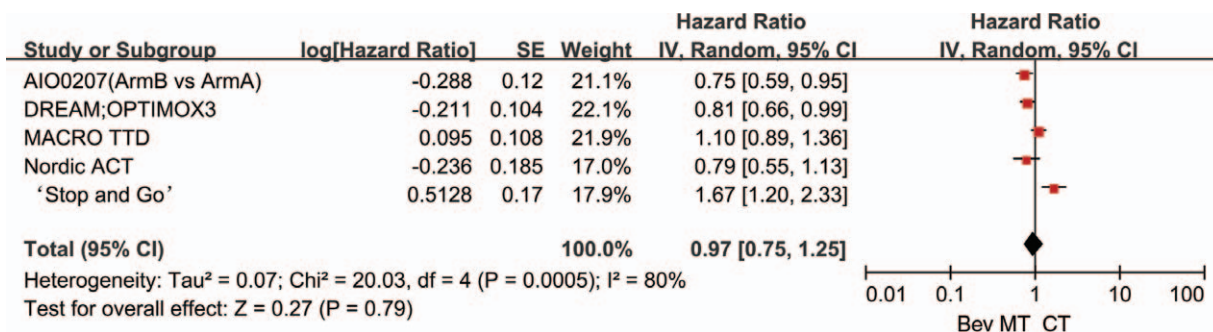 Hazard Ratio Hazard Ratio
Study or Subgroup log[Hazard Ratio] SE Weight IV, Random, 95% CI IV, Random, 95% CI
AIO0207(ArmB vs ArmA) -0.288 0.12 21.1% 0.75 [0.59, 0.95]
DREAM;OPTIMOX3 -0.211 0.104 22.1% 0.81 [0.66, 0.99]
MACRO TTD 0.095 0.108 21.9% 1.10 [0.89, 1.36]
Nordic ACT -0.236 0.185 17.0% 0.79 [0.55, 1.13]
‘Stop and Go’ 0.5128 0.17 17.9% 1.67 [1.20, 2.33]
Total (95% CI) 100.0% 0.97 [0.75, 1.25]
Heterogeneity: Tau² = 0.07; Chi² = 20.03, df = 4 (P = 0.0005); I² = 80%
Test for overall effect: Z = 0.27 (P = 0.79)
0.01 0.1 1 10 100
Bev MT CT